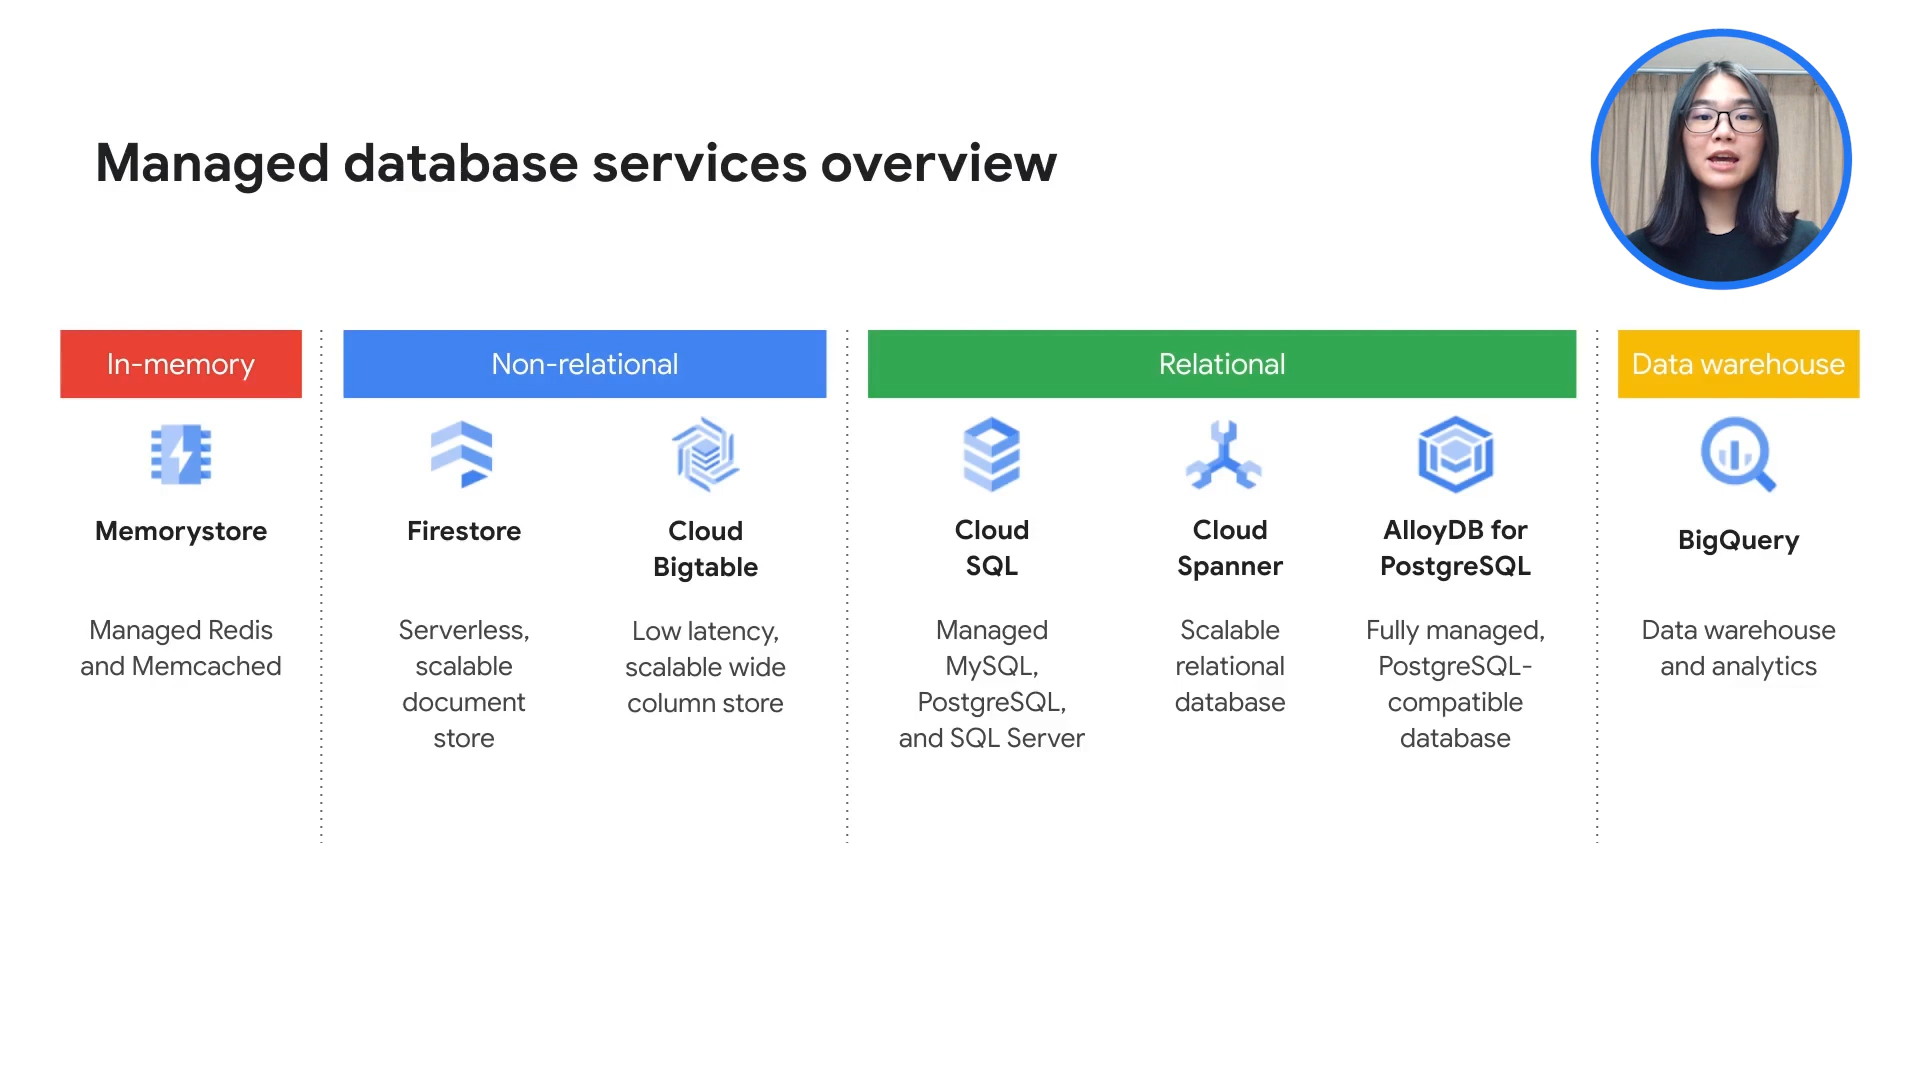 Managed database services overview
In-memory
Memorystore
Managed Redis
and Memcached
Non-relational
Firestore
Serverless,
scalable
document
store
Cloud
Bigtable
Low latency,
scalable wide
column store
Relational
Cloud
SQL
Managed
MySQL,
PostgreSQL,
and SQL Server
Cloud
Spanner
Scalable
relational
database
AlloyDB for
PostgreSQL
Fully managed,
PostgreSQL-
compatible
database
Data warehouse
BigQuery
Data warehouse
and analytics